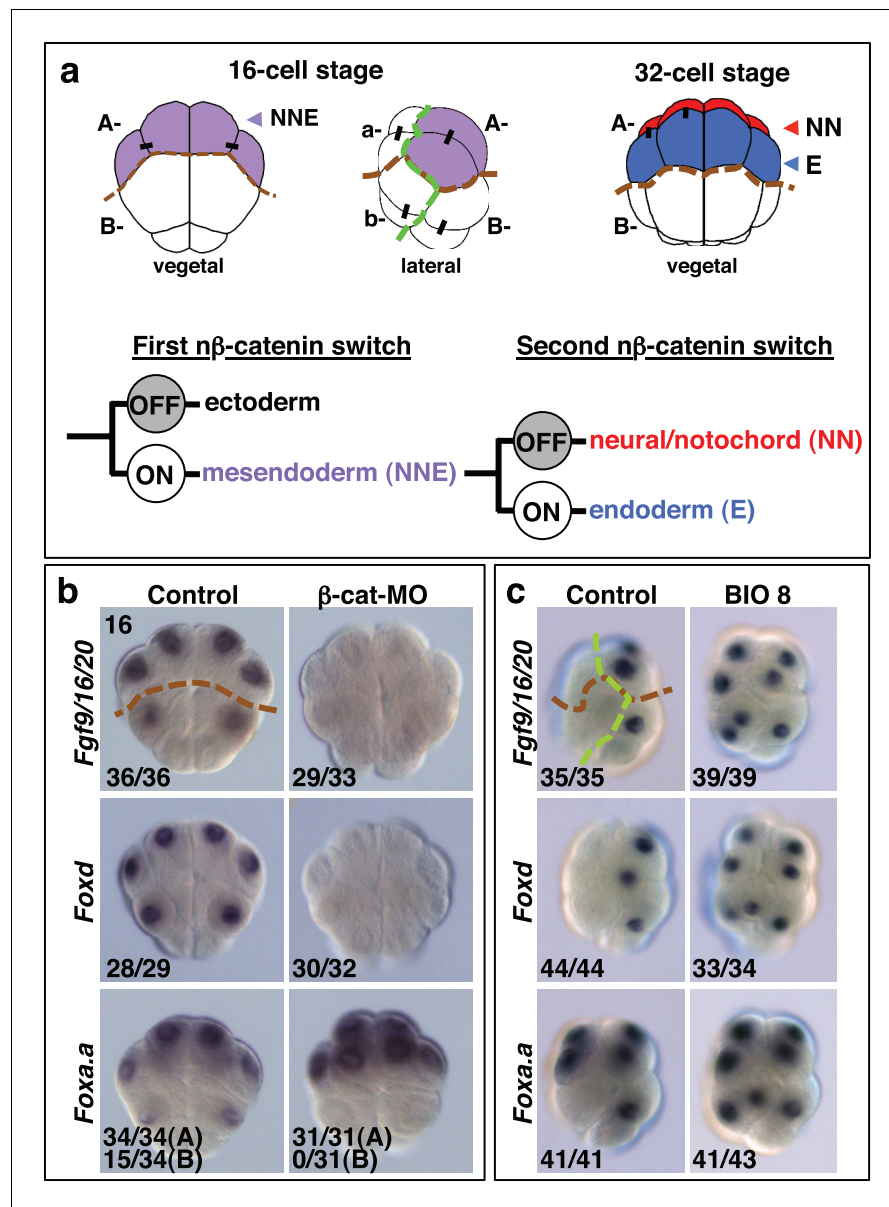 a
16-cell stage
32-cell stage
A-
NNE
B-
vegetal
a-
A-
b-
B-
lateral
A-
NN
E
B-
vegetal
First nβ-catenin switch
OFF
ectoderm
ON
mesendoderm (NNE)
Second nβ-catenin switch
OFF
neural/notochord (NN)
ON
endoderm (E)
b
Control
β-cat-MO
Fgf9/16/20
16
36/36
29/33
Foxd
28/29
30/32
Foxa.a
34/34(A)
15/34(B)
31/31(A)
0/31(B)
c
Control
BIO 8
Fgf9/16/20
35/35
39/39
Foxd
44/44
33/34
Foxa.a
41/41
41/43